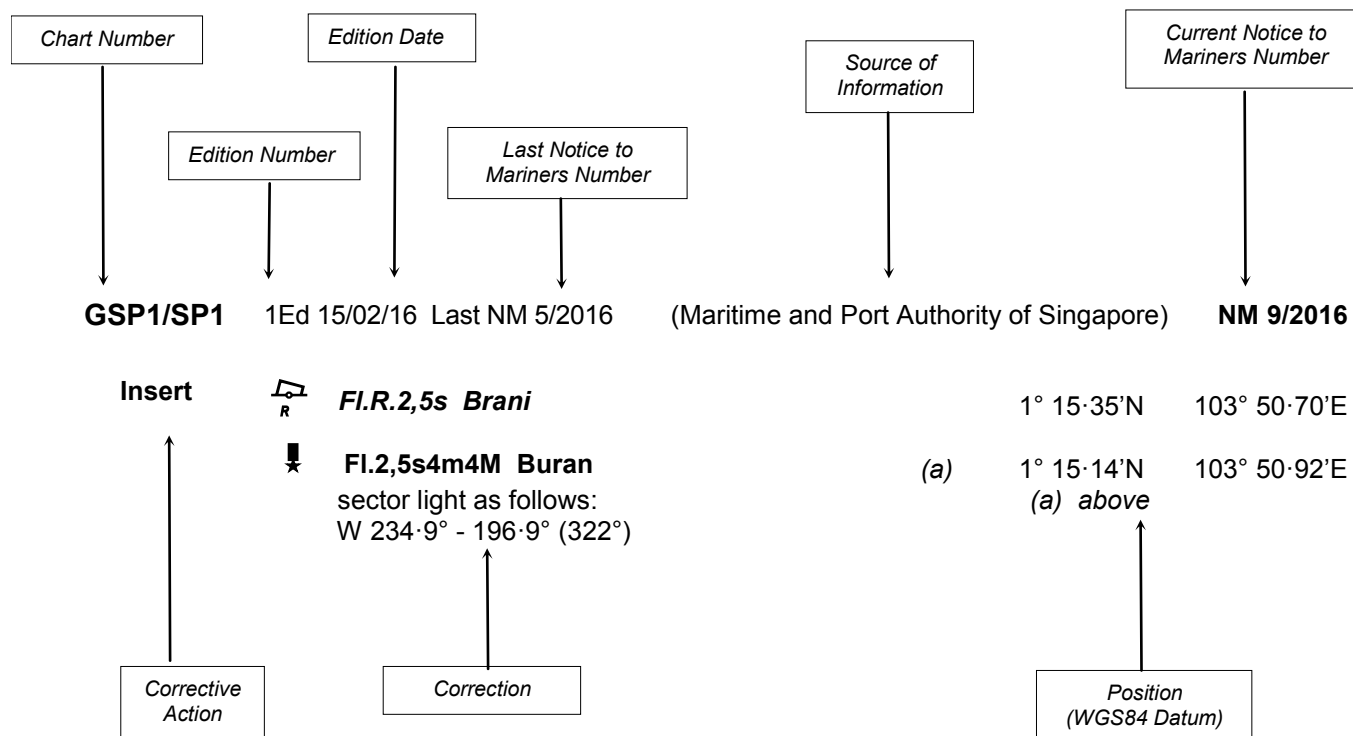 Chart Number
Edition Date
Source of
Information
Current Notice to
Mariners Number
Edition Number
Last Notice to
Mariners Number
GSP1/SP1 1Ed 15/02/16 Last NM 5/2016 (Maritime and Port Authority of Singapore) NM 9/2016
Insert R Fl.R.2,5s Brani 1° 15·35’N 103° 50·70’E
Fl.2,5s4m4M Buran (a) 1° 15·14’N 103° 50·92’E
sector light as follows: (a) above
W 234·9° - 196·9° (322°)
Corrective
Action
Correction
Position
(WGS84 Datum)